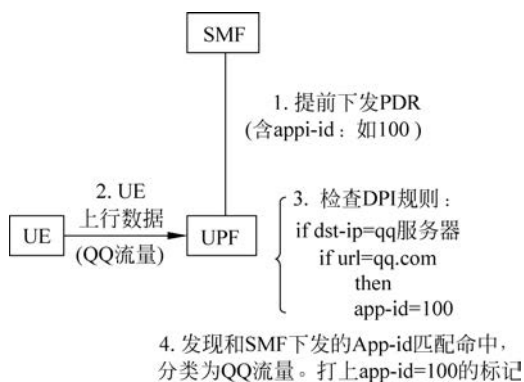 SMF
1. 提前下发PDR
(含appi-id：如100)
2. UE
上行数据
(QQ流量)
UE
UPF
3. 检查DPI规则：
if dst-ip=qq服务器
if url=qq.com
then
app-id=100
4. 发现和SMF下发的App-id匹配命中，
分类为QQ流量。打上app-id=100的标记